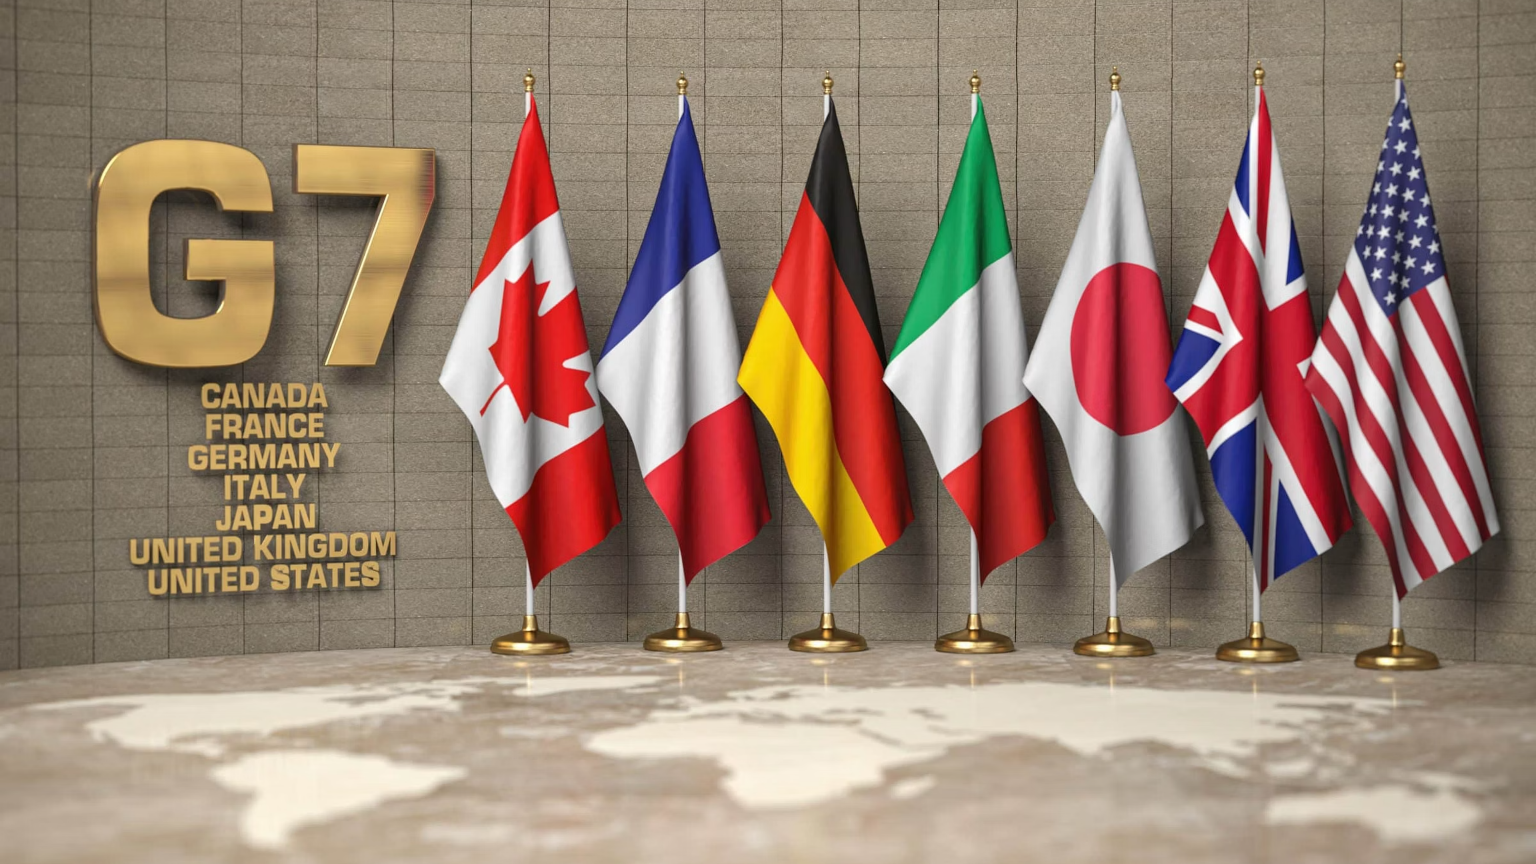 G7
CANADA
FRANCE
GERMANY
ITALY
JAPAN
UNITED KINGDOM
UNITED STATES